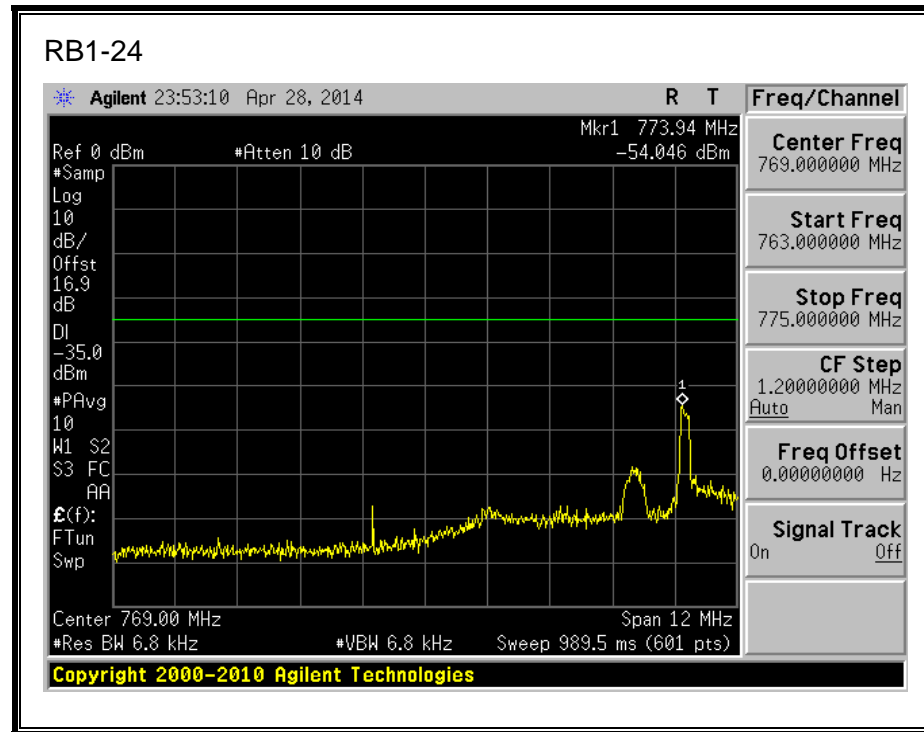 RB1-24
Agilent 23:53:10 Apr 28, 2014 R T
Freq/Channel
Mkr1 773.94 MHz
Ref 0 dBm #Atten 10 dB -54.046 dBm
#Samp
Log
10
dB/
Offst
16.9
dB
DI
-35.0
dBm
#PAvg
10
W1 S2
S3 FC
AA
£(f):
FTun
Swp
1
Center 769.00 MHz Span 12 MHz
#Res BW 6.8 kHz #VBW 6.8 kHz Sweep 989.5 ms (601 pts)
Center Freq
769.000000 MHz
Start Freq
763.000000 MHz
Stop Freq
775.000000 MHz
CF Step
1.20000000 MHz
Auto Man
Freq Offset
0.00000000 Hz
Signal Track
On Off
Copyright 2000-2010 Agilent Technologies